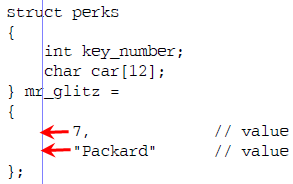 struct perks
{
    int key_number;
    char car[12];
} mr_glitz =
{
    7,                // value
    "Packard"         // value
};